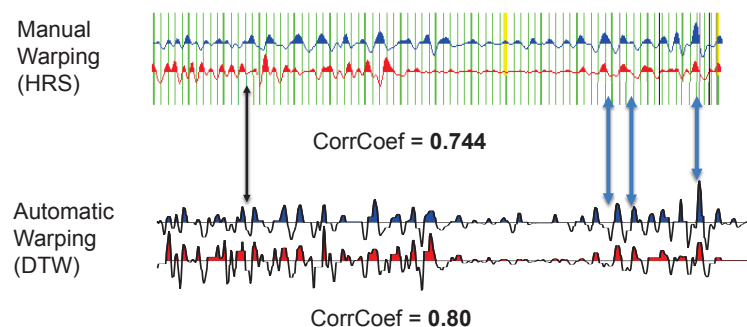 Manual
Warping
(HRS)
CorrCoef = 0.744
Automatic
Warping
(DTW)
CorrCoef = 0.80